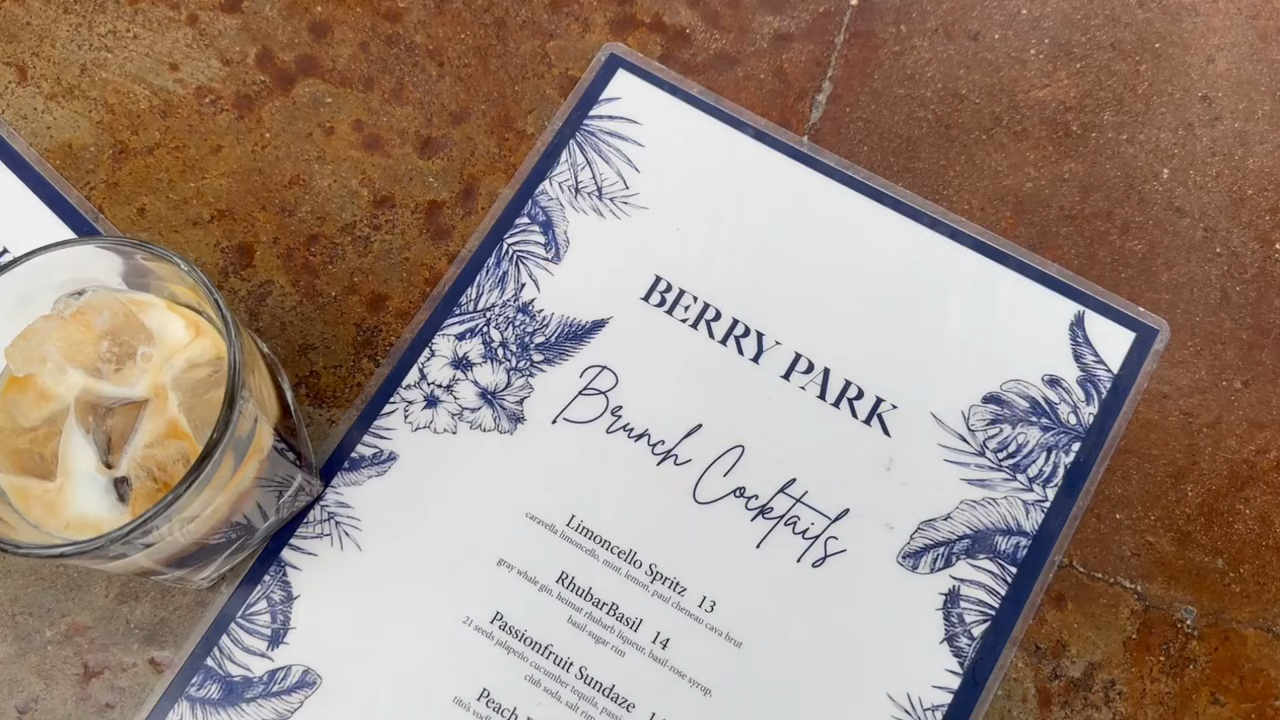 BERRY PARK
Brunch Cocktails
Limoncello Spritz 13
caravella limoncello, mint, lemon, paul cheneau cava brut
RhubarBasil 14
gray whale gin, heimat rhubarb liqueur, basil-rose syrup,
basil-sugar rim
Passionfruit Sundaze
21 seeds jalapeño cucumber tequila,
club soda, salt rim
Peach
tito's